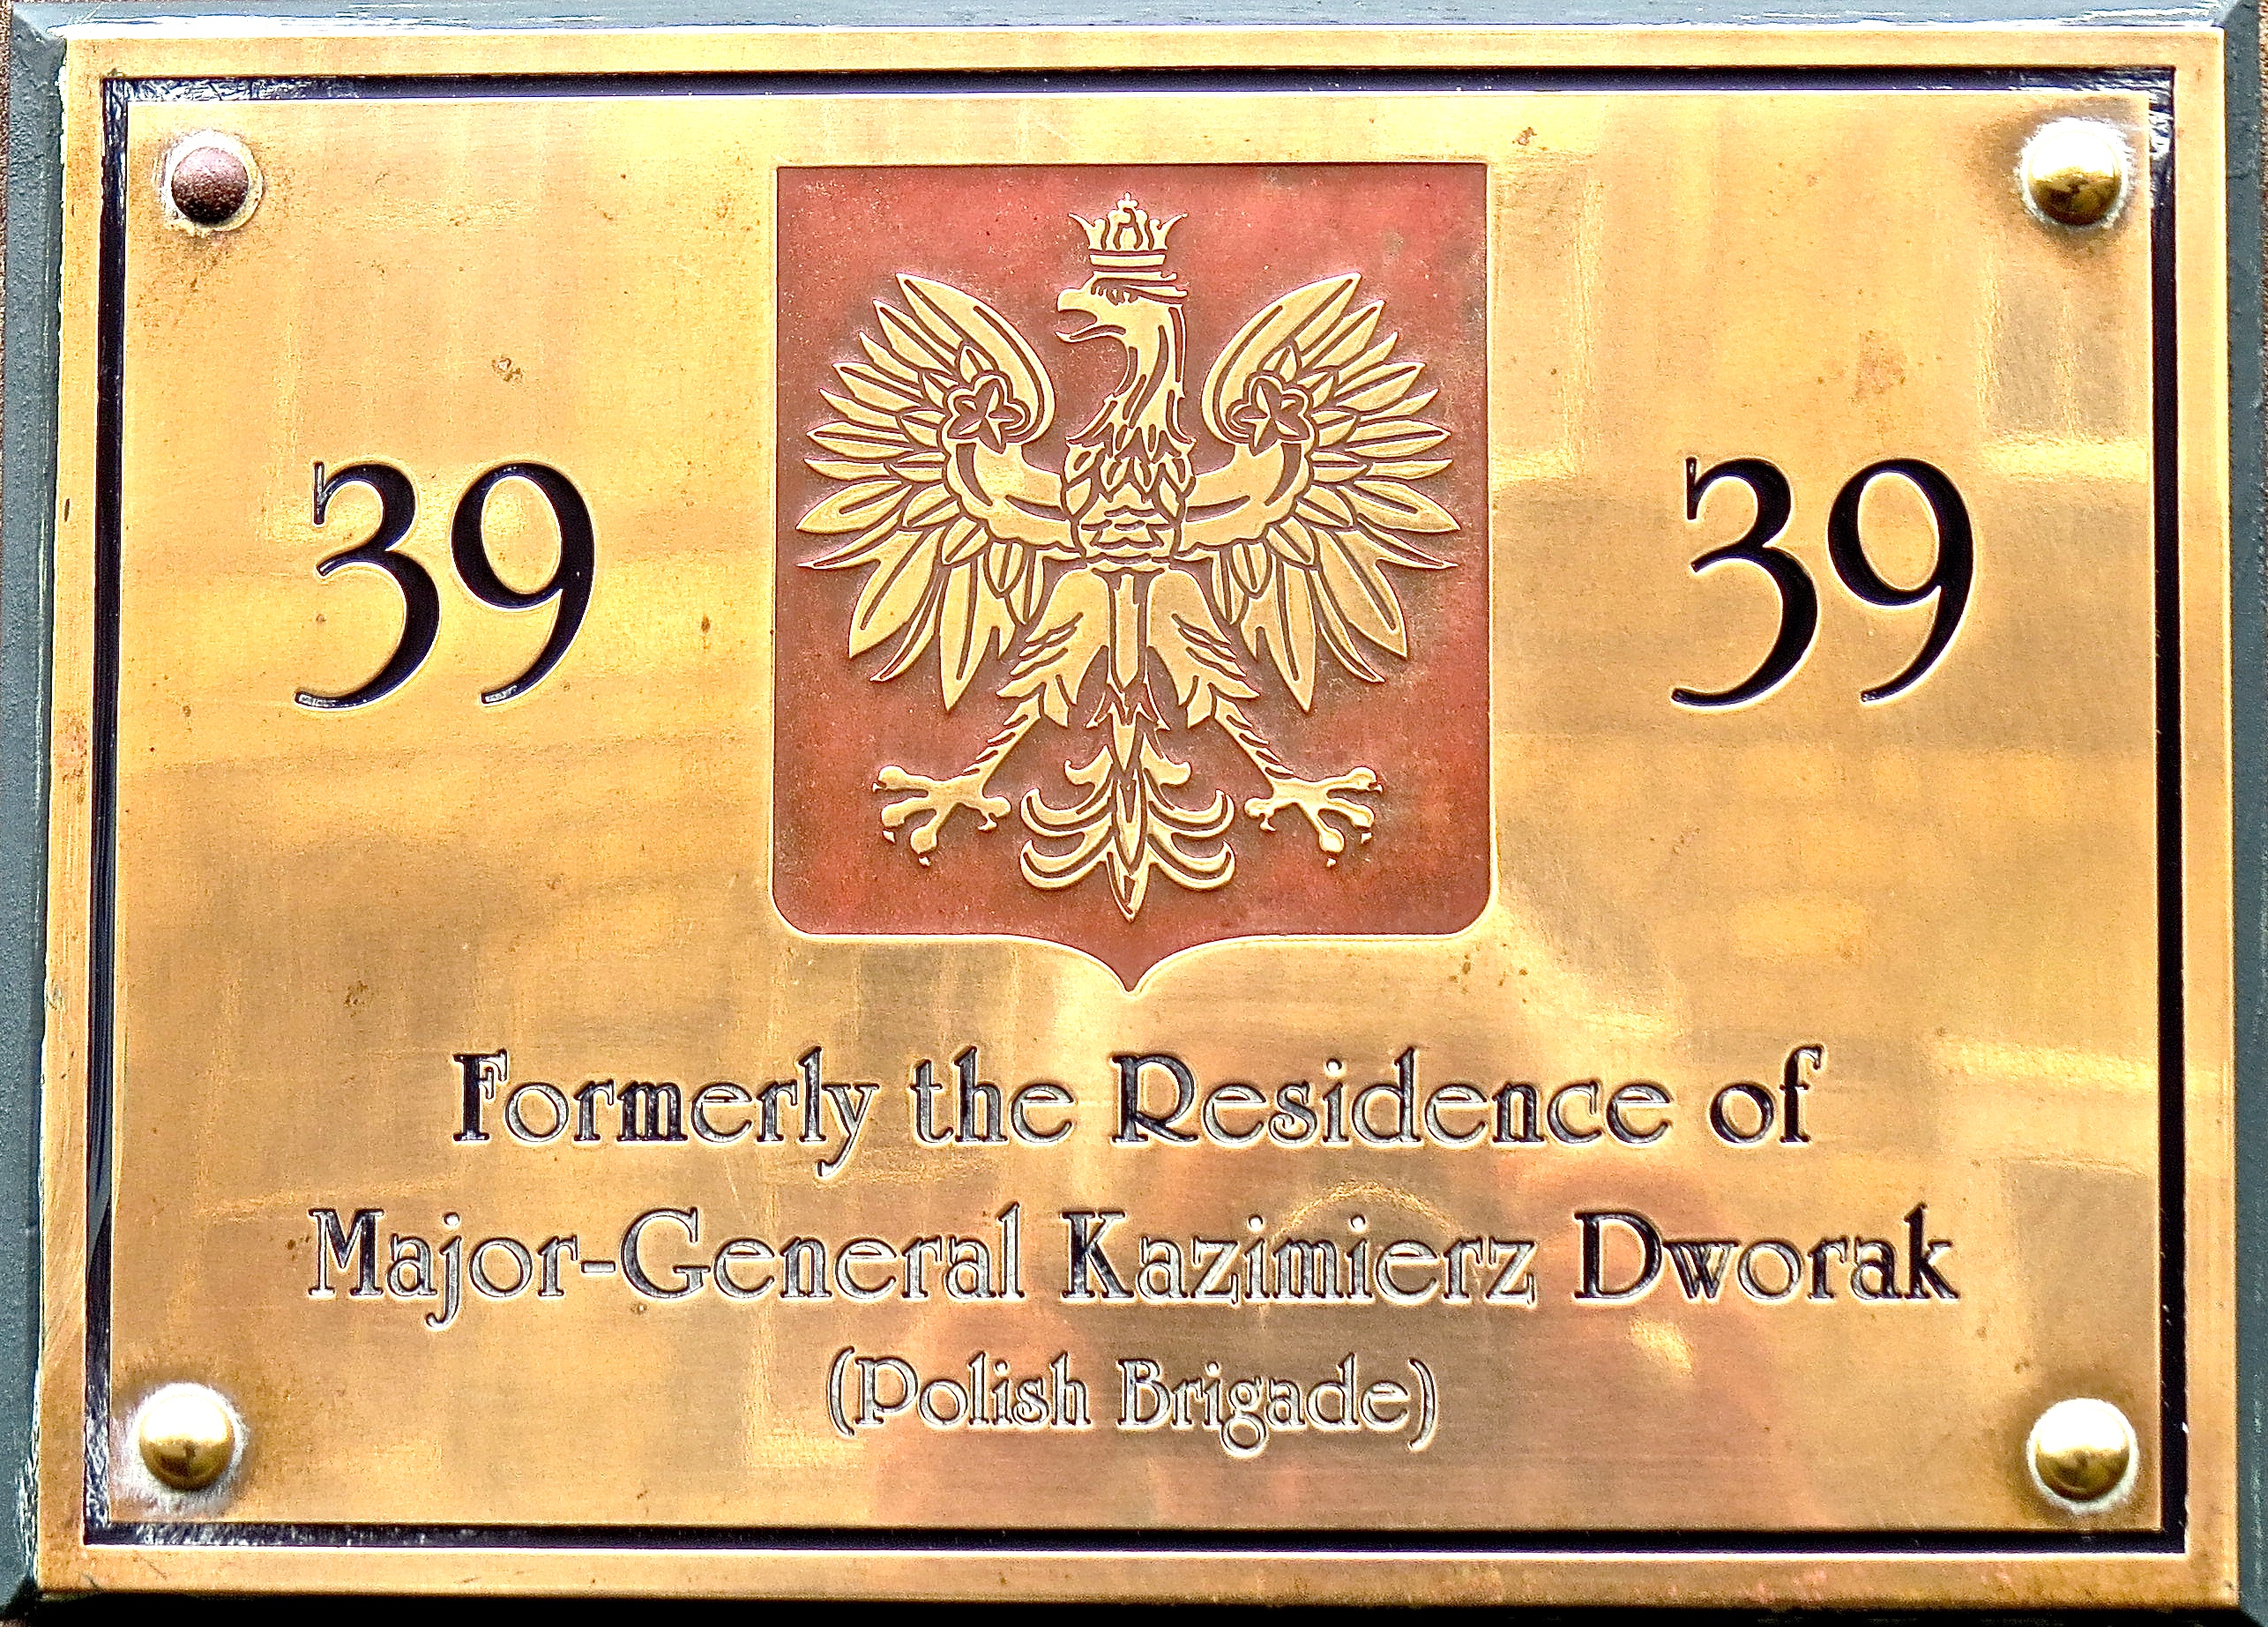 39 39
Formerly the Residence of
Major-General Kazimierz Dworak
(Polish Brigade)